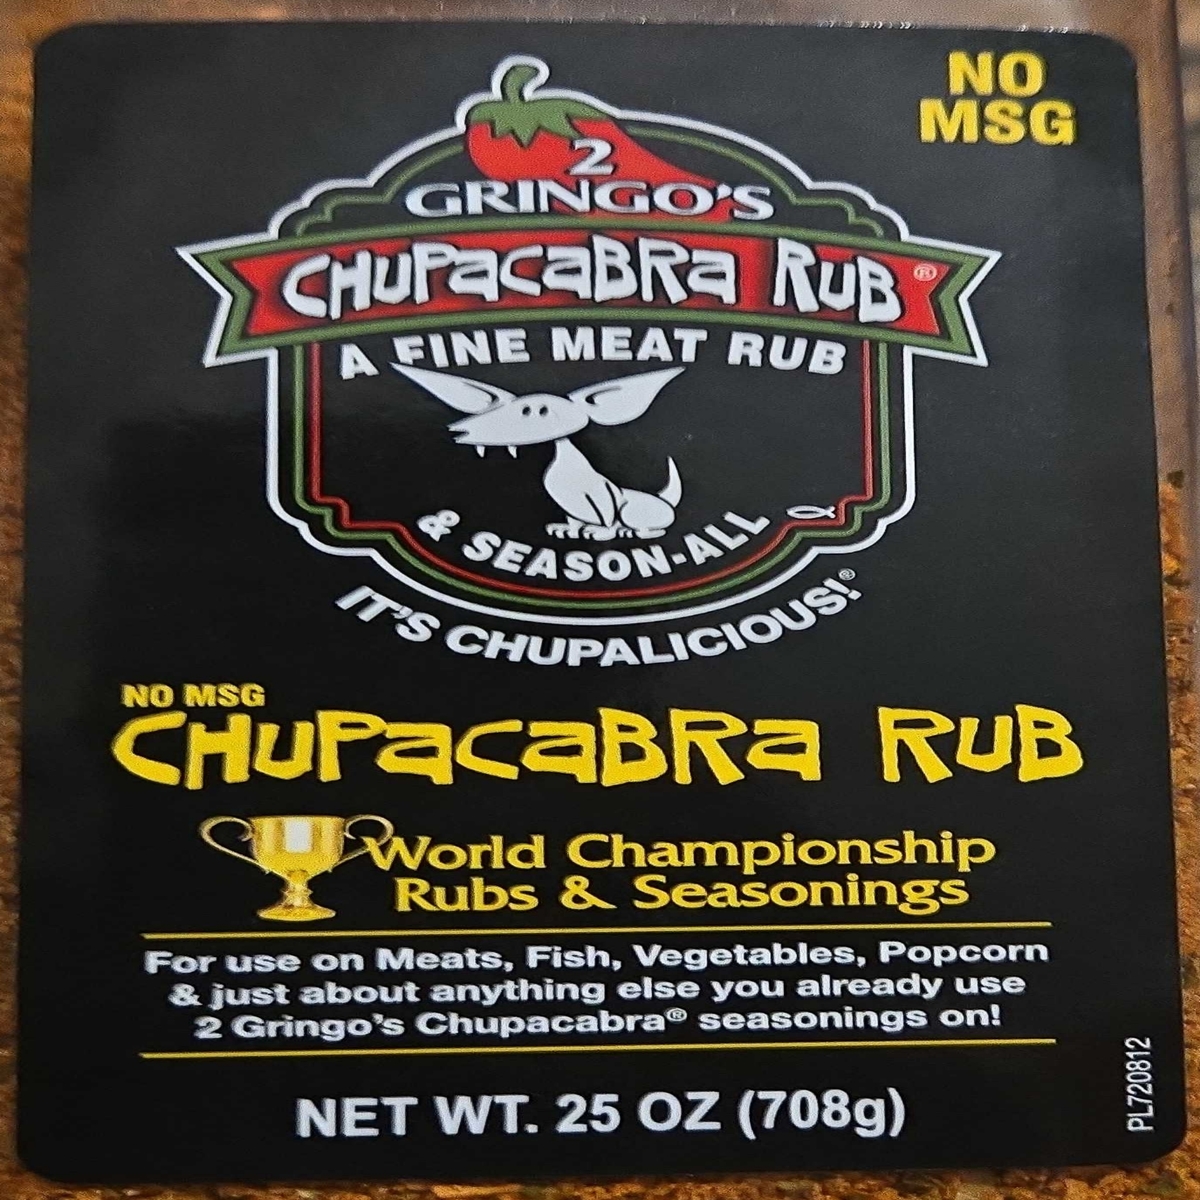 NO
MSG
2
GRINGO'S
CHUPACABRA RUB®
A FINE MEAT RUB
& SEASON-ALL
IT'S CHUPALICIOUS!®
NO MSG
CHUPACABRA RUB
World Championship
Rubs & Seasonings
For use on Meats, Fish, Vegetables, Popcorn
& just about anything else you already use
2 Gringo's Chupacabra® seasonings on!
NET WT. 25 OZ (708g)
PL720812